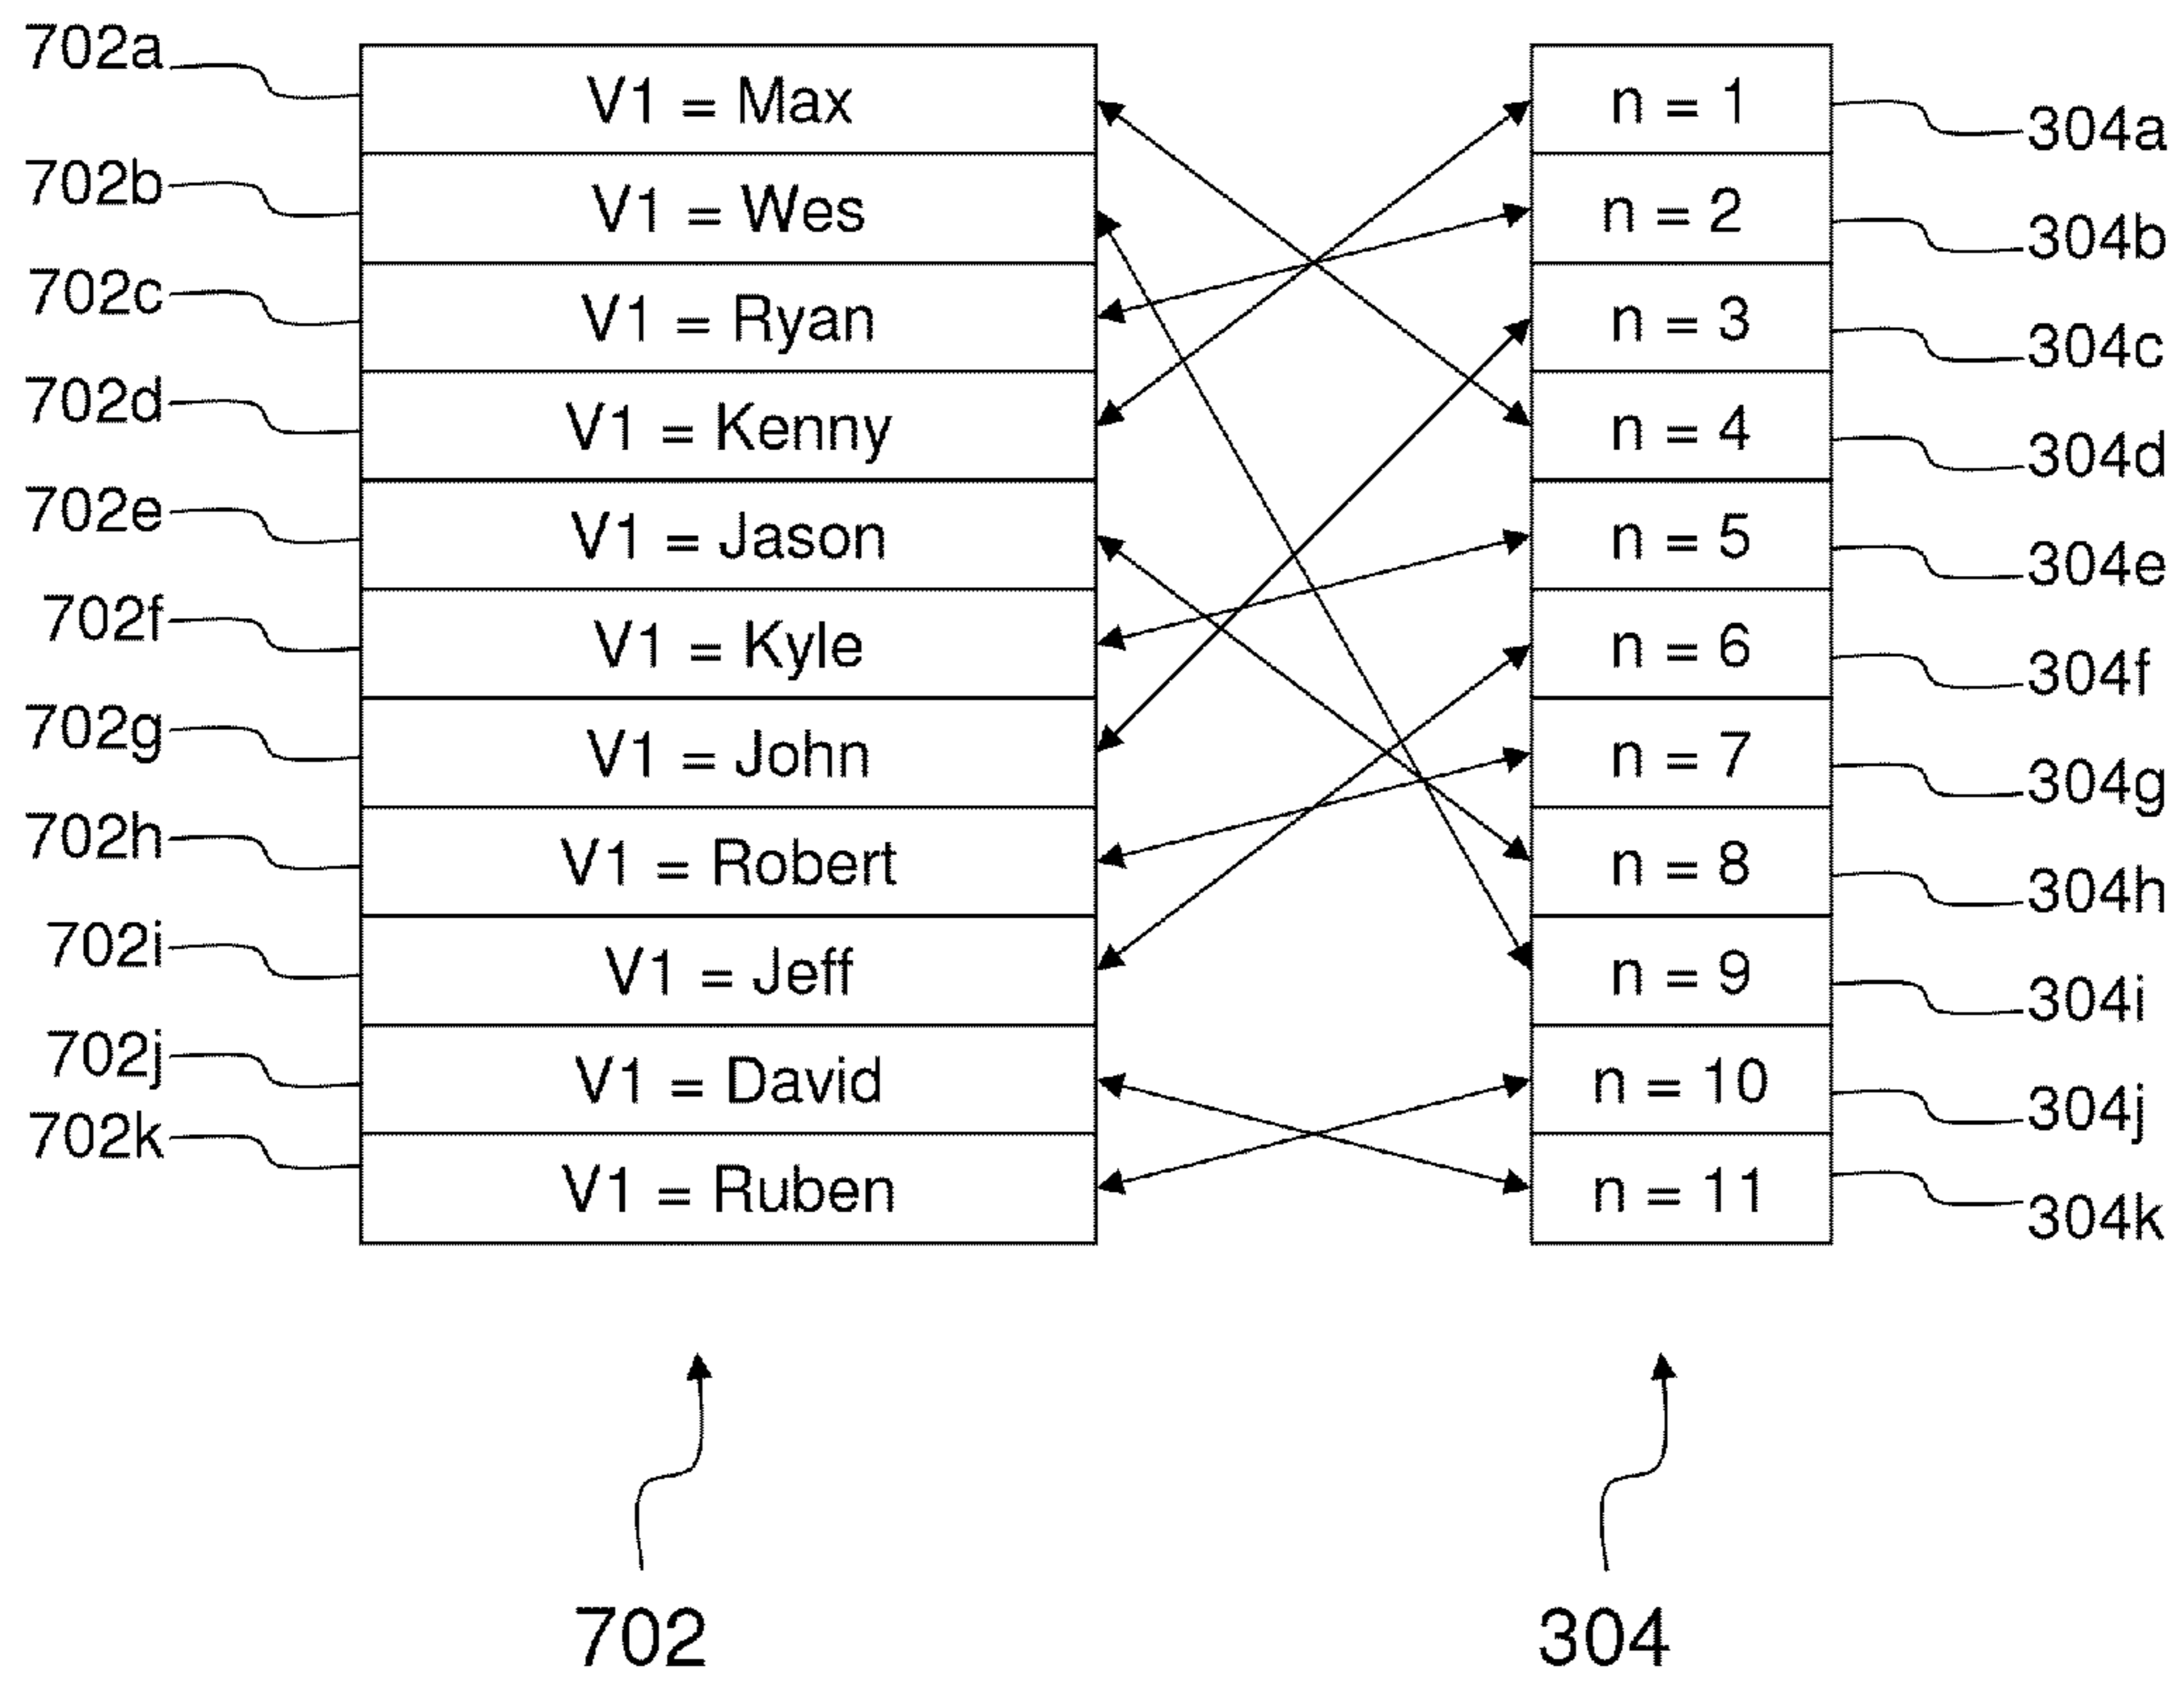 702a V1 = Max n = 1 304a
702b V1 = Wes n = 2 304b
702c V1 = Ryan n = 3 304c
702d V1 = Kenny n = 4 304d
702e V1 = Jason n = 5 304e
702f V1 = Kyle n = 6 304f
702g V1 = John n = 7 304g
702h V1 = Robert n = 8 304h
702i V1 = Jeff n = 9 304i
702j V1 = David n = 10 304j
702k V1 = Ruben n = 11 304k
702 304